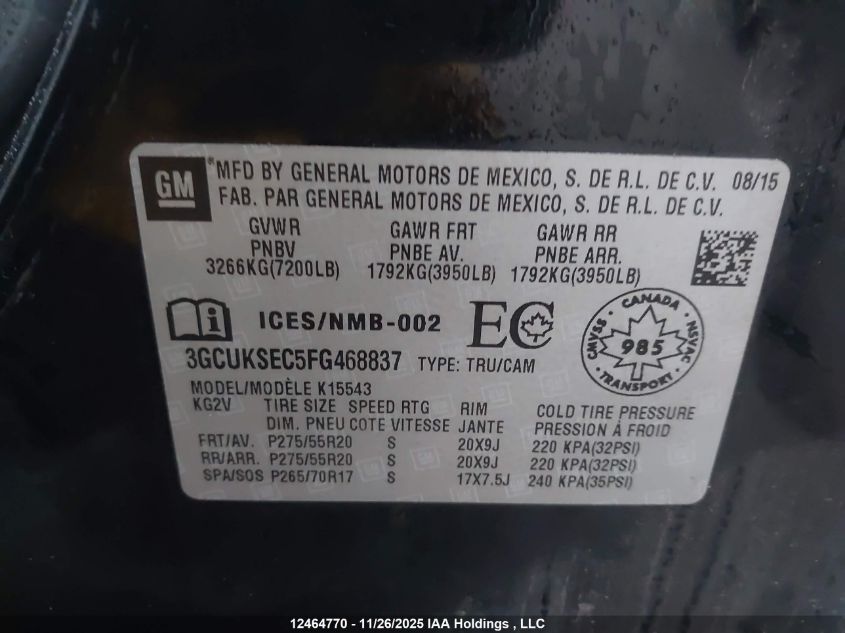 GM
*MFD BY GENERAL MOTORS DE MEXICO, S. DE R.L. DE C.V. 08/15
FAB. PAR GENERAL MOTORS DE MEXICO, S. DE R.L. DE C.V.
GVWR GAWR FRT GAWR RR
PNBV PNBE AV. PNBE ARR.
3266KG(7200LB) 1792KG(3950LB) 1792KG(3950LB)
i ICES/NMB-002 EC
CANADA
CMVSS 985 NSVAC
TRANSPORT
3GCUKSEC5FG468837 TYPE: TRU/CAM
MODEL/MODÈLE K15543
KG2V TIRE SIZE SPEED RTG RIM COLD TIRE PRESSURE
DIM. PNEU COTE VITESSE JANTE PRESSION À FROID
FRT/AV. P275/55R20 S 20X9J 220 KPA(32PSI)
RR/ARR. P275/55R20 S 20X9J 220 KPA(32PSI)
SPA/SOS P265/70R17 17X7.5J 240 KPA(35PSI)
12464770 - 11/26/2025 IAA Holdings , LLC